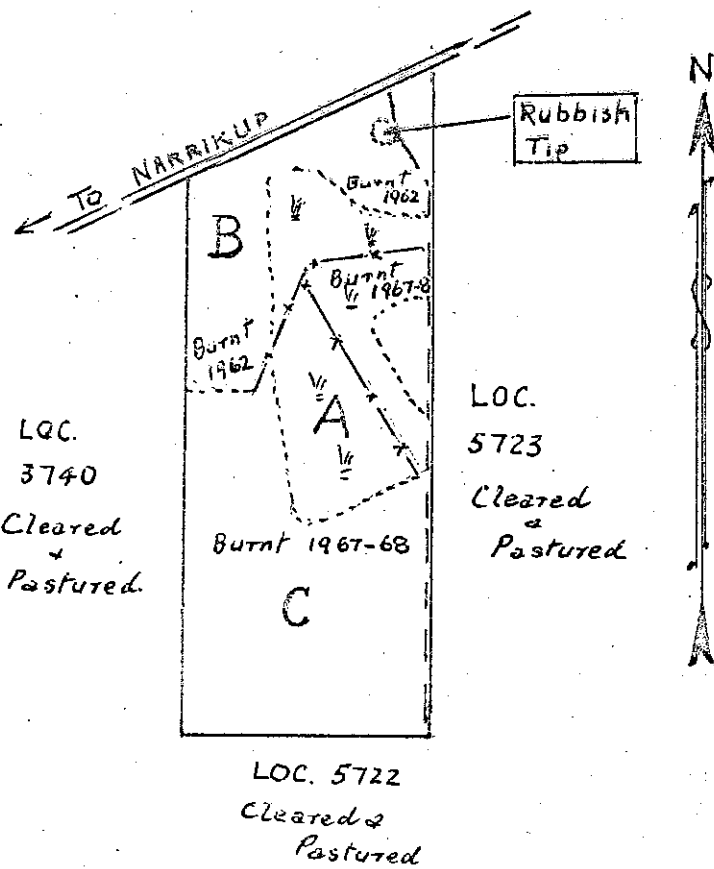 N
Rubbish
Tip
To NARRIKUP
Burnt
1962
B
Burnt
1967-8
Burnt
1962
A
LOC.
3740
Cleared
+
Pastured.
LOC.
5723
Cleared
&
Pastured
Burnt 1967-68
C
LOC. 5722
Cleared &
Pastured